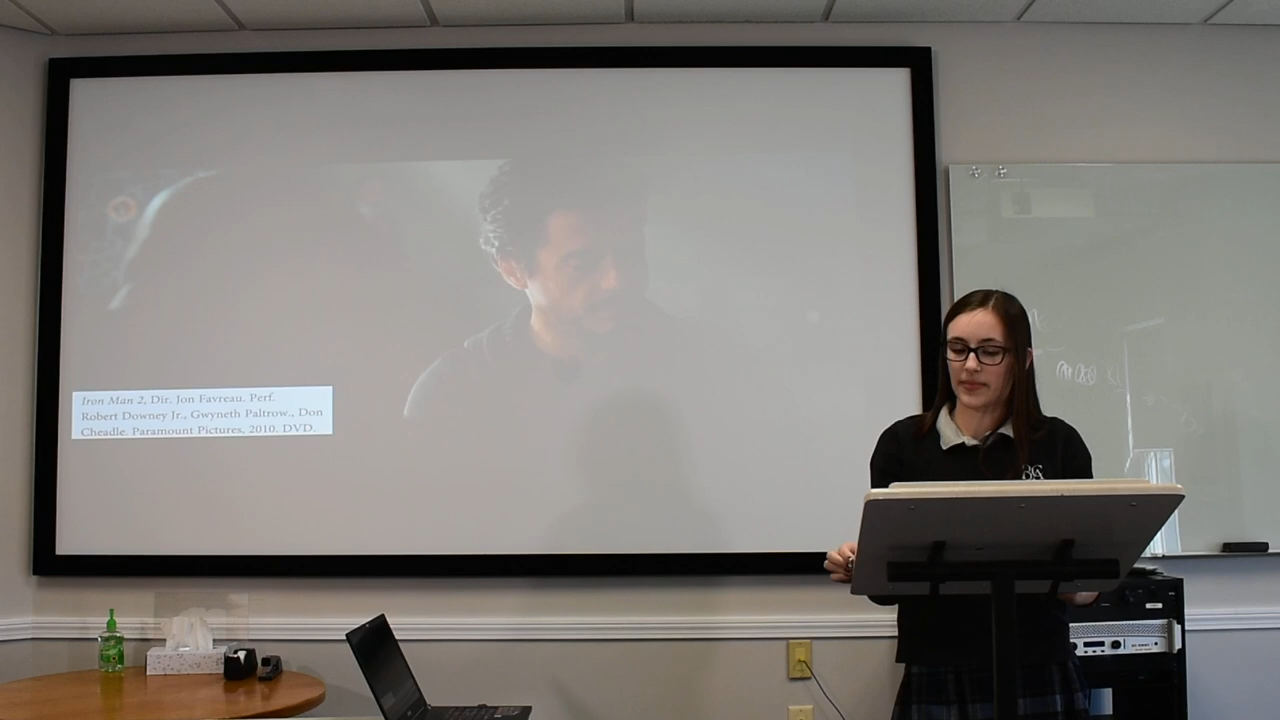 Iron Man 2, Dir. Jon Favreau. Perf.
Robert Downey Jr., Gwyneth Paltrow., Don
Cheadle. Paramount Pictures, 2010. DVD.